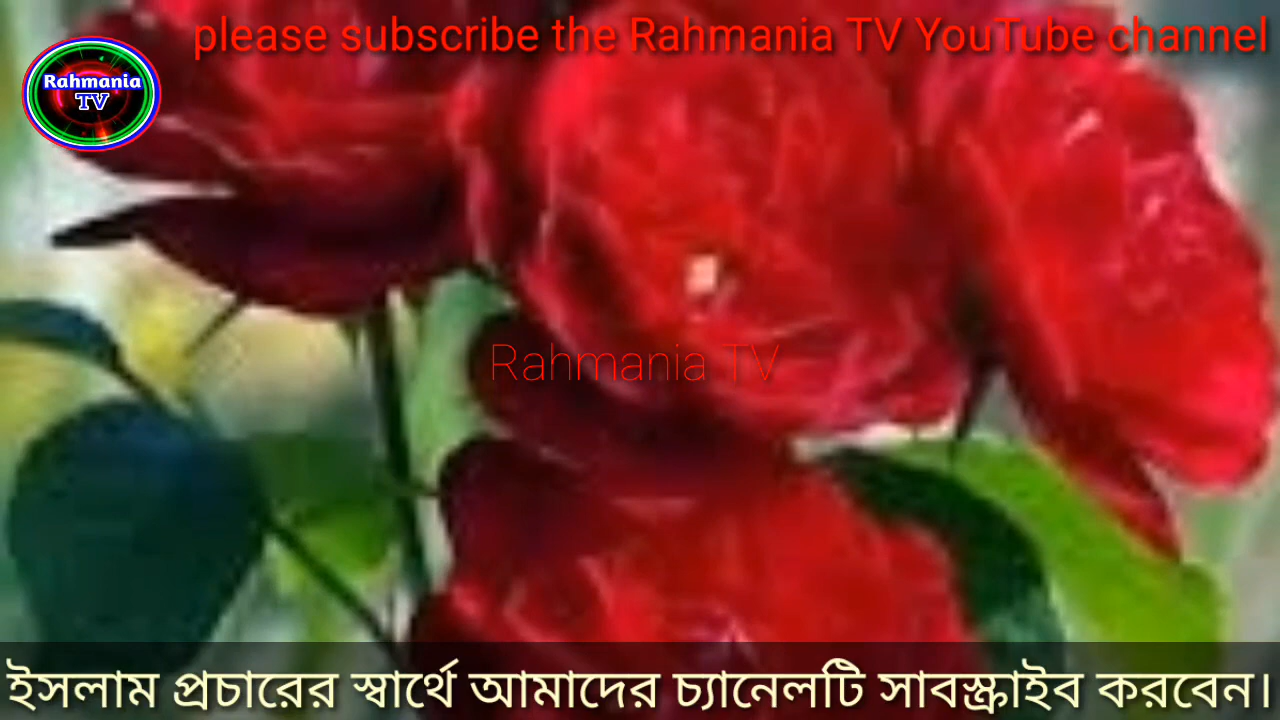 please subscribe the Rahmania TV YouTube channel
Rahmania
TV
Rahmania TV
ইসলাম প্রচারের স্বার্থে আমাদের চ্যানেলটি সাবস্ক্রাইব করবেন।